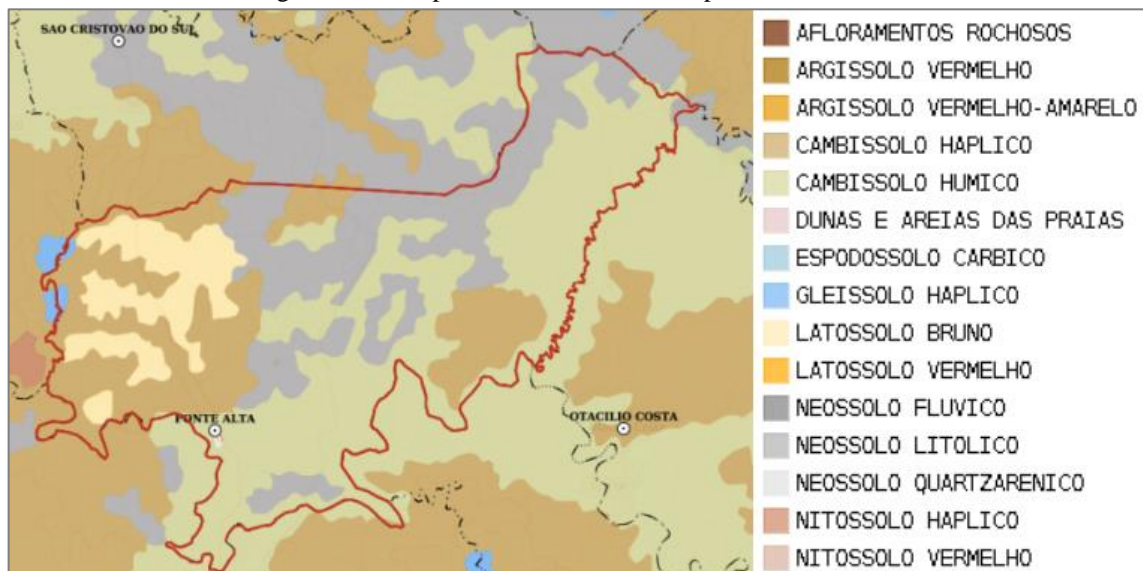 SAO CRISTOVAO DO SUL
PONTE ALTA
OTACILIO COSTA
AFLORAMENTOS ROCHOSOS
ARGISSOLO VERMELHO
ARGISSOLO VERMELHO-AMARELO
CAMBISSOLO HAPLICO
CAMBISSOLO HUMICO
DUNAS E AREIAS DAS PRAIAS
ESPODOSSOLO CARBICO
GLEISSOLO HAPLICO
LATOSSOLO BRUNO
LATOSSOLO VERMELHO
NEOSSOLO FLUVICO
NEOSSOLO LITOLICO
NEOSSOLO QUARTZARENICO
NITOSSOLO HAPLICO
NITOSSOLO VERMELHO